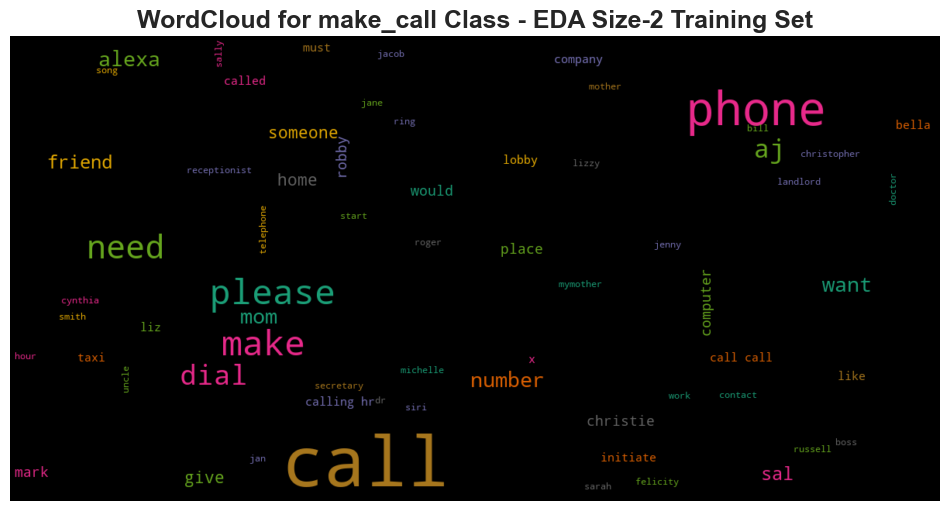 WordCloud for make_call Class - EDA Size-2 Training Set
must
sally
jacob
alexa
company
song
called
mother
jane
phone
ring
bill
bella
someone
robby
aj
christopher
friend
lobby
lizzy
receptionist
home
landlord
doctor
would
start
telephone
roger
need
place
jenny
please
mymother
want
computer
cynthia
smith
mom
liz
make
hour
taxi
x
call call
uncle
dial
michelle
number
like
secretary
work
contact
calling hr
dr
siri
christie
call
boss
russell
jan
initiate
mark
give
sal
felicity
sarah